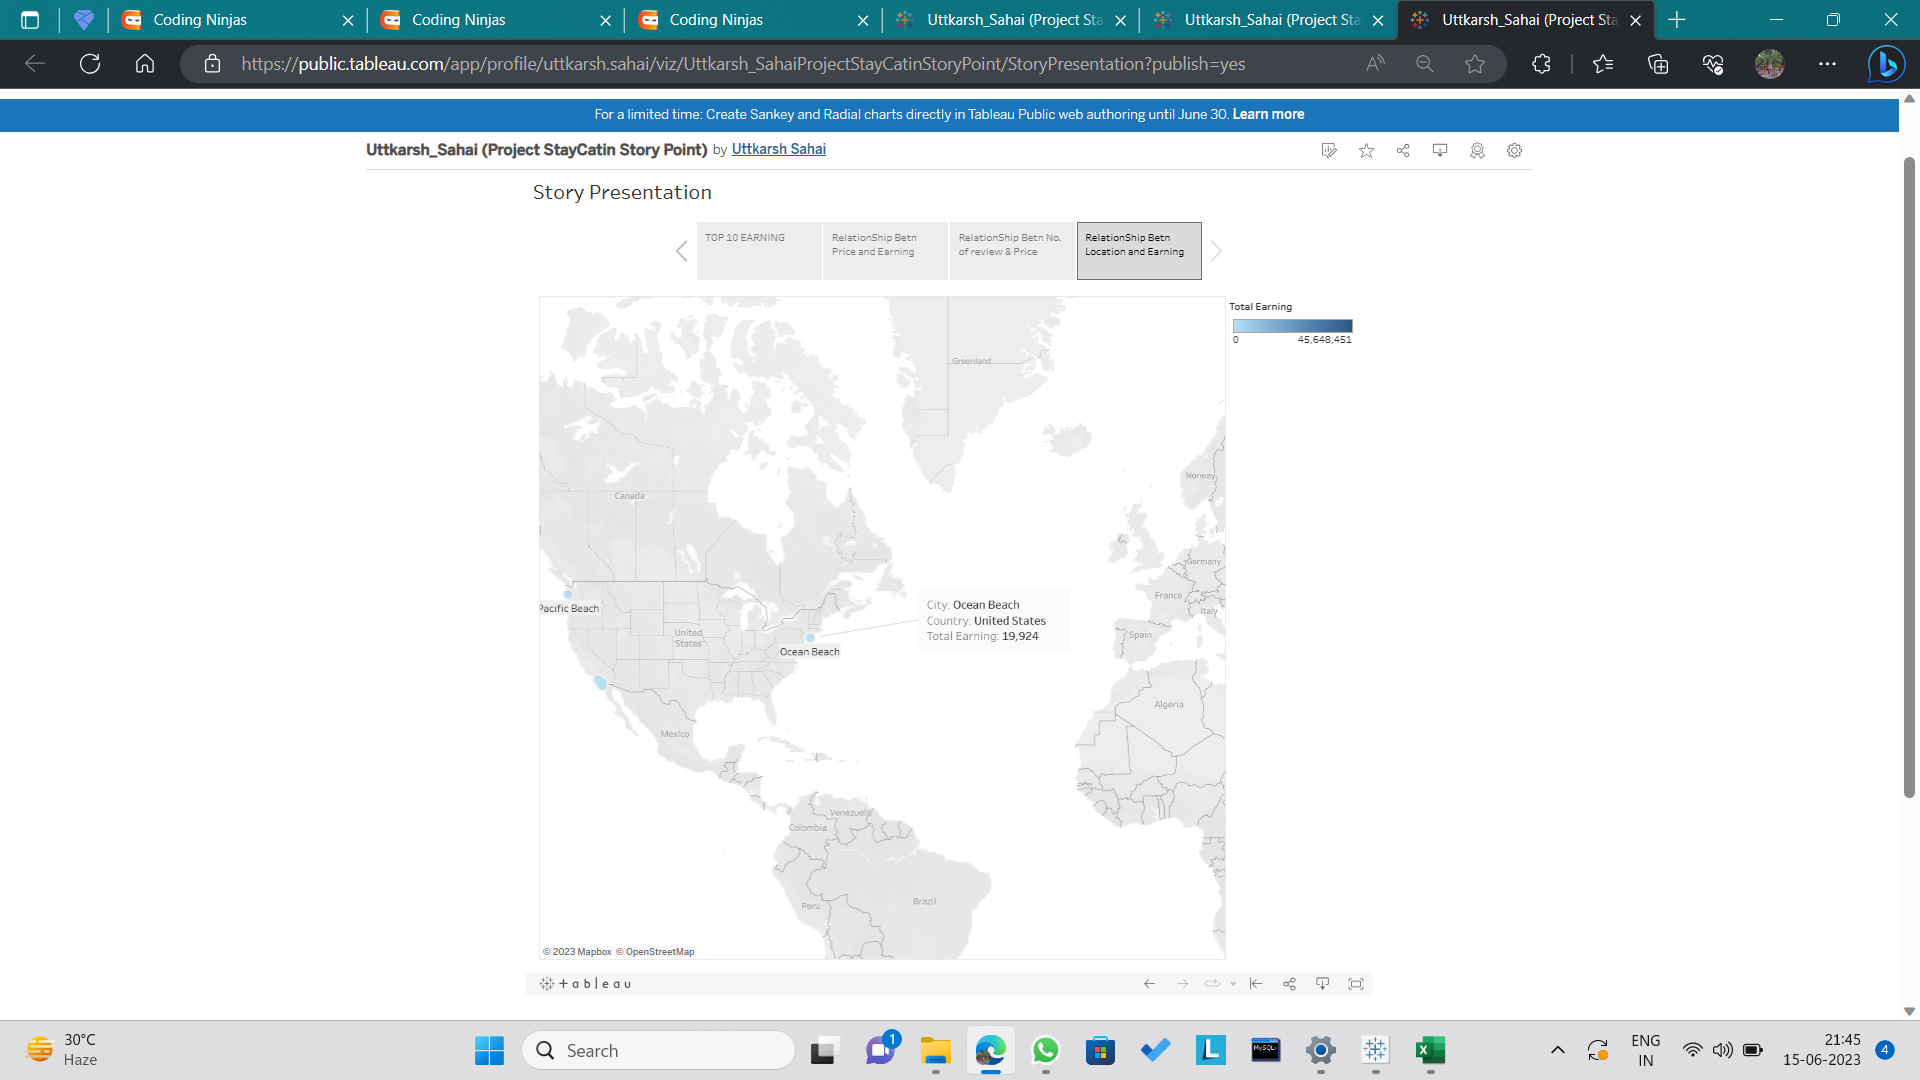 Coding Ninjas
Coding Ninjas
Coding Ninjas
Uttkarsh_Sahai (Project Sta
Uttkarsh_Sahai (Project Sta
Uttkarsh_Sahai (Project Sta
https://public.tableau.com/app/profile/uttkarsh.sahai/viz/Uttkarsh_SahaiProjectStayCatinStoryPoint/StoryPresentation?publish=yes
For a limited time: Create Sankey and Radial charts directly in Tableau Public web authoring until June 30. Learn more
Uttkarsh_Sahai (Project StayCatin Story Point) by Uttkarsh Sahai
Story Presentation
TOP 10 EARNING
RelationShip Betn
Price and Earning
RelationShip Betn No.
of review & Price
RelationShip Betn
Location and Earning
Total Earning
0 45,648,451
Greenland
Norway
Canada
Germany
France
Italy
Pacific Beach
United
States
Spain
Ocean Beach
City: Ocean Beach
Country: United States
Total Earning: 19,924
Algeria
Mexico
Venezuela
Colombia
Peru
Brazil
© 2023 Mapbox © OpenStreetMap
+ a b l e a u
30°C
Haze
Search
1
L
MySQL
ENG
IN
21:45
15-06-2023
4